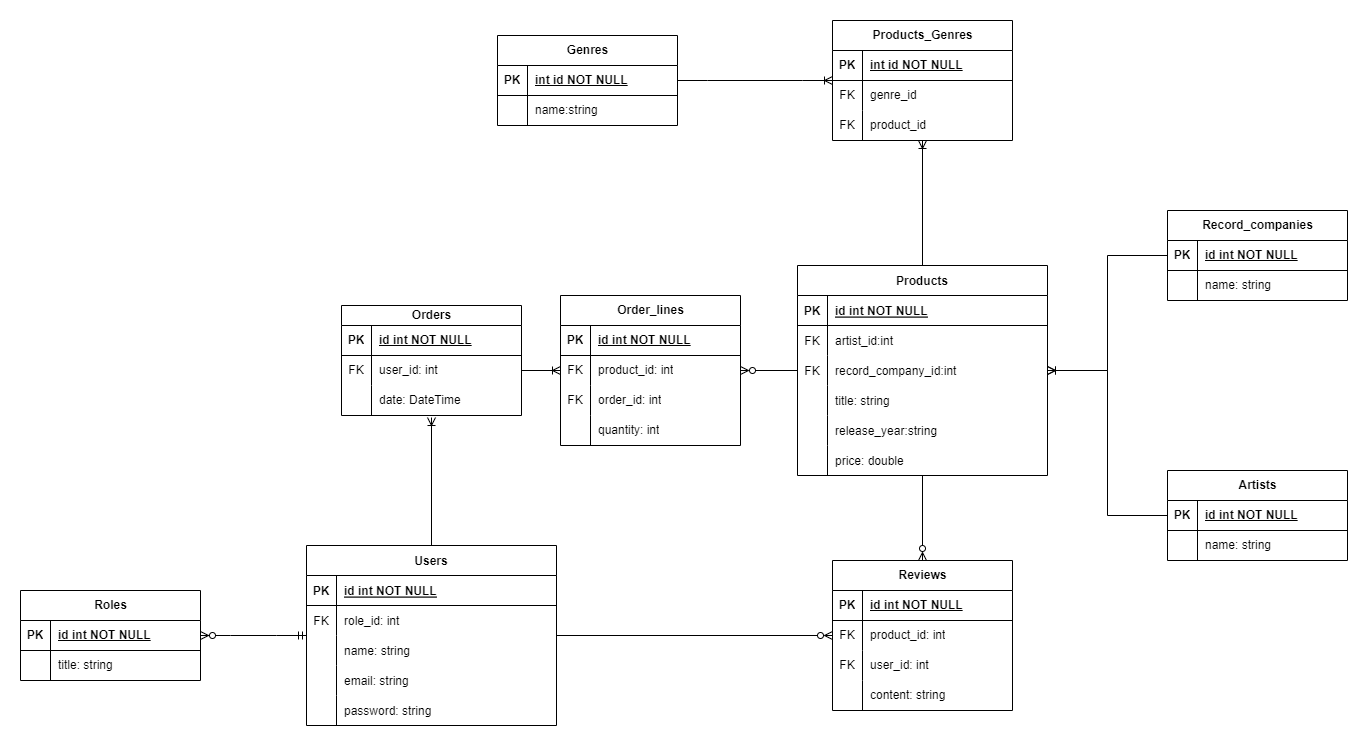 Genres
PK int id NOT NULL
name:string
Products_Genres
PK int id NOT NULL
FK genre_id
FK product_id
Record_companies
PK id int NOT NULL
name: string
Products
PK id int NOT NULL
FK artist_id:int
FK record_company_id:int
title: string
release_year:string
price: double
Order_lines
PK id int NOT NULL
FK product_id: int
FK order_id: int
quantity: int
Orders
PK id int NOT NULL
FK user_id: int
date: DateTime
Artists
PK id int NOT NULL
name: string
Users
PK id int NOT NULL
FK role_id: int
name: string
email: string
password: string
Roles
PK id int NOT NULL
title: string
Reviews
PK id int NOT NULL
FK product_id: int
FK user_id: int
content: string